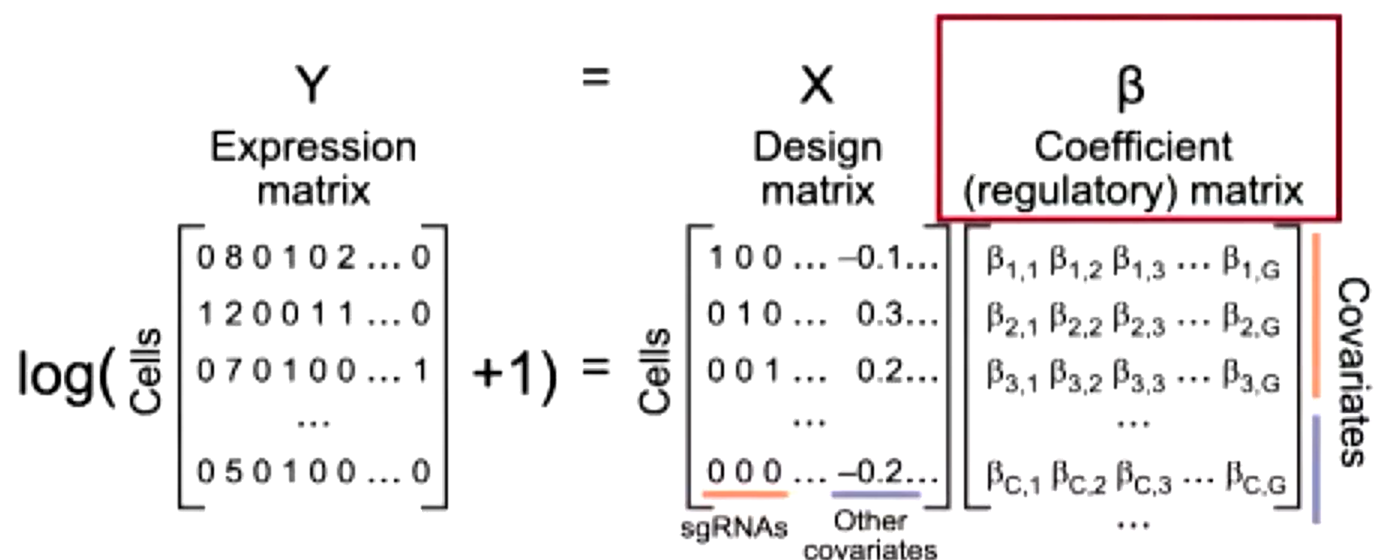 Y = X β
Expression matrix
Design matrix
Coefficient (regulatory) matrix
log( Cells
0 8 0 1 0 2 ... 0
1 2 0 0 1 1 ... 0
0 7 0 1 0 0 ... 1
...
0 5 0 1 0 0 ... 0
+1) =
Cells
1 0 0 ... –0.1...
0 1 0 ... 0.3...
0 0 1 ... 0.2...
...
0 0 0 ... –0.2...
sgRNAs
Other
covariates
β1,1 β1,2 β1,3 ... β1,G
β2,1 β2,2 β2,3 ... β2,G
β3,1 β3,2 β3,3 ... β3,G
...
βC,1 βC,2 βC,3 ... βC,G
...
Covariates